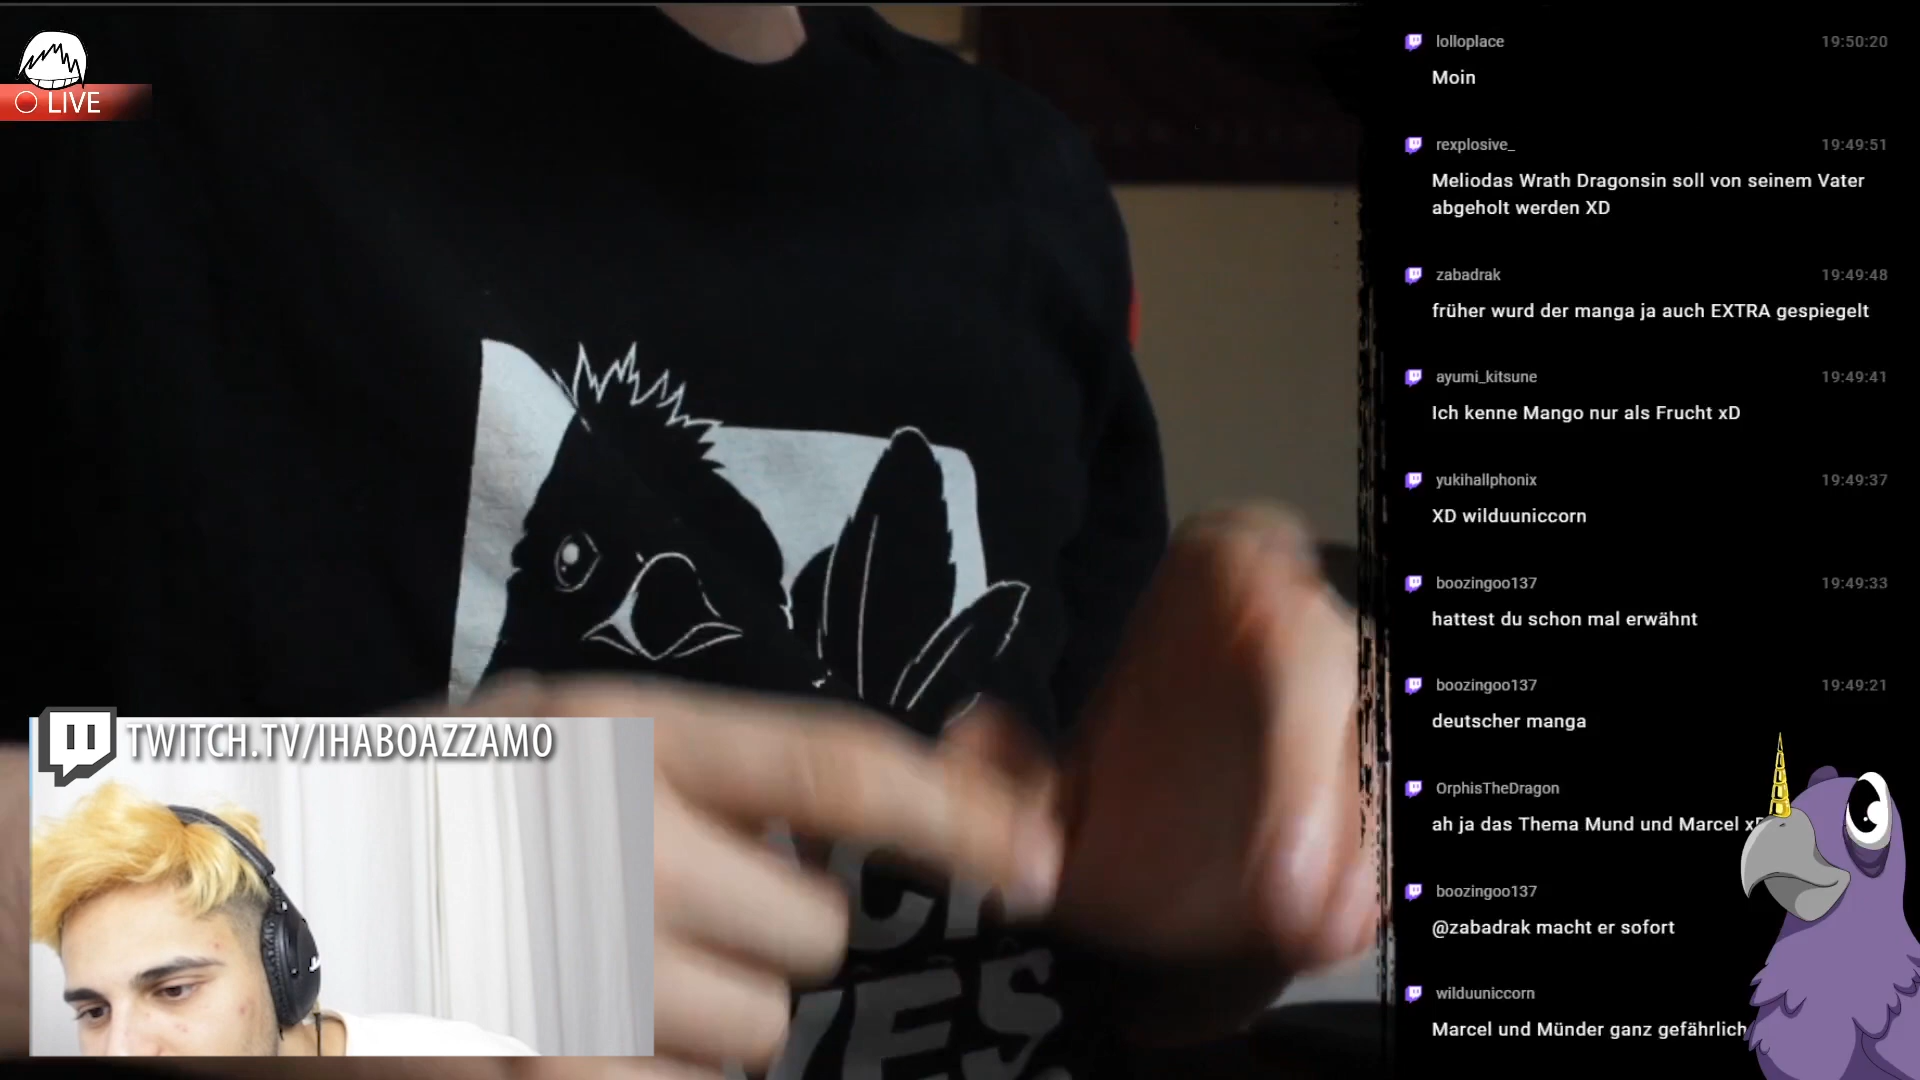 LIVE
TWITCH.TV/IHABOAZZAMO
lolloplace 19:50:20
Moin
rexplosive_ 19:49:51
Meliodas Wrath Dragonsin soll von seinem Vater
abgeholt werden XD
zabadrak 19:49:48
früher wurd der manga ja auch EXTRA gespiegelt
ayumi_kitsune 19:49:41
Ich kenne Mango nur als Frucht xD
yukihallphonix 19:49:37
XD wilduuniccorn
boozingoo137 19:49:33
hattest du schon mal erwähnt
boozingoo137 19:49:21
deutscher manga
OrphisTheDragon
ah ja das Thema Mund und Marcel
boozingoo137
@zabadrak macht er sofort
wilduuniccorn
Marcel und Münder ganz gefährlich